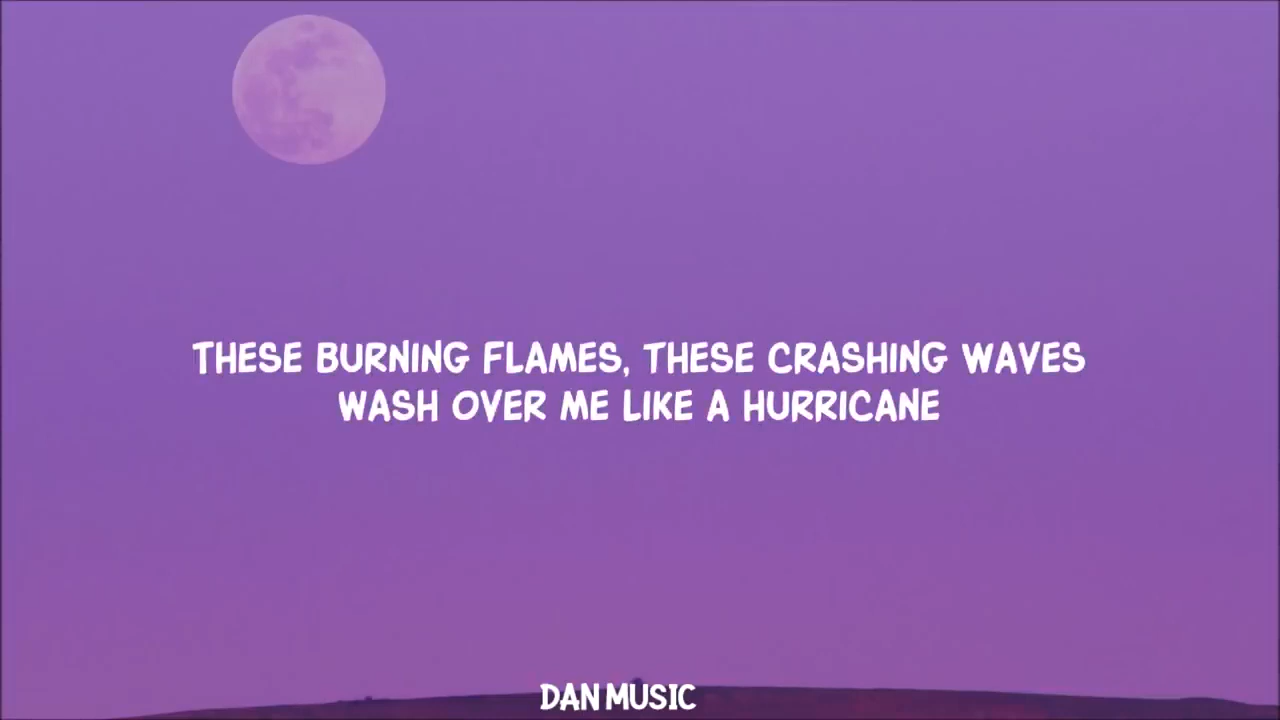 THESE BURNING FLAMES, THESE CRASHING WAVES
WASH OVER ME LIKE A HURRICANE
DAN MUSIC